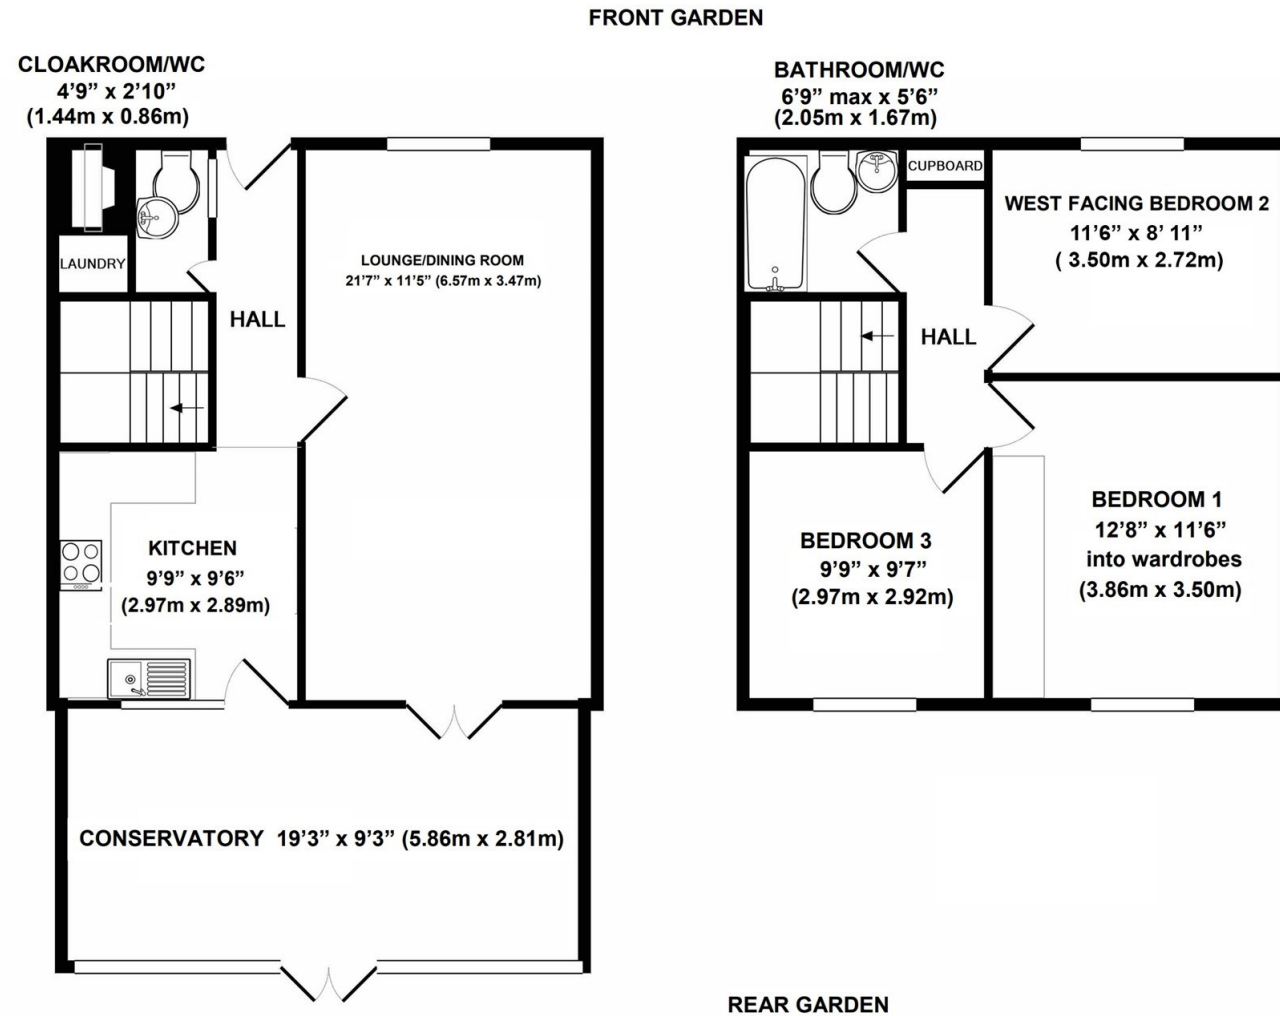 FRONT GARDEN
CLOAKROOM/WC
4’9” x 2’10”
(1.44m x 0.86m)
LAUNDRY
HALL
LOUNGE/DINING ROOM
21'7” x 11'5” (6.57m x 3.47m)
KITCHEN
9’9” x 9’6”
(2.97m x 2.89m)
CONSERVATORY 19’3” x 9’3” (5.86m x 2.81m)
BATHROOM/WC
6’9” max x 5’6”
(2.05m x 1.67m)
CUPBOARD
WEST FACING BEDROOM 2
11’6” x 8’ 11”
( 3.50m x 2.72m)
HALL
BEDROOM 3
9’9” x 9’7”
(2.97m x 2.92m)
BEDROOM 1
12’8” x 11’6”
into wardrobes
(3.86m x 3.50m)
REAR GARDEN